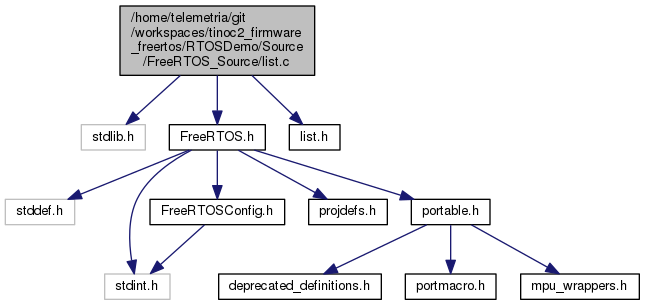 /home/telemetria/git
/workspaces/tinoc2_firmware
_freertos/RTOSDemo/Source
/FreeRTOS_Source/list.c
stdlib.h
FreeRTOS.h
list.h
stddef.h
FreeRTOSConfig.h
projdefs.h
portable.h
stdint.h
deprecated_definitions.h
portmacro.h
mpu_wrappers.h